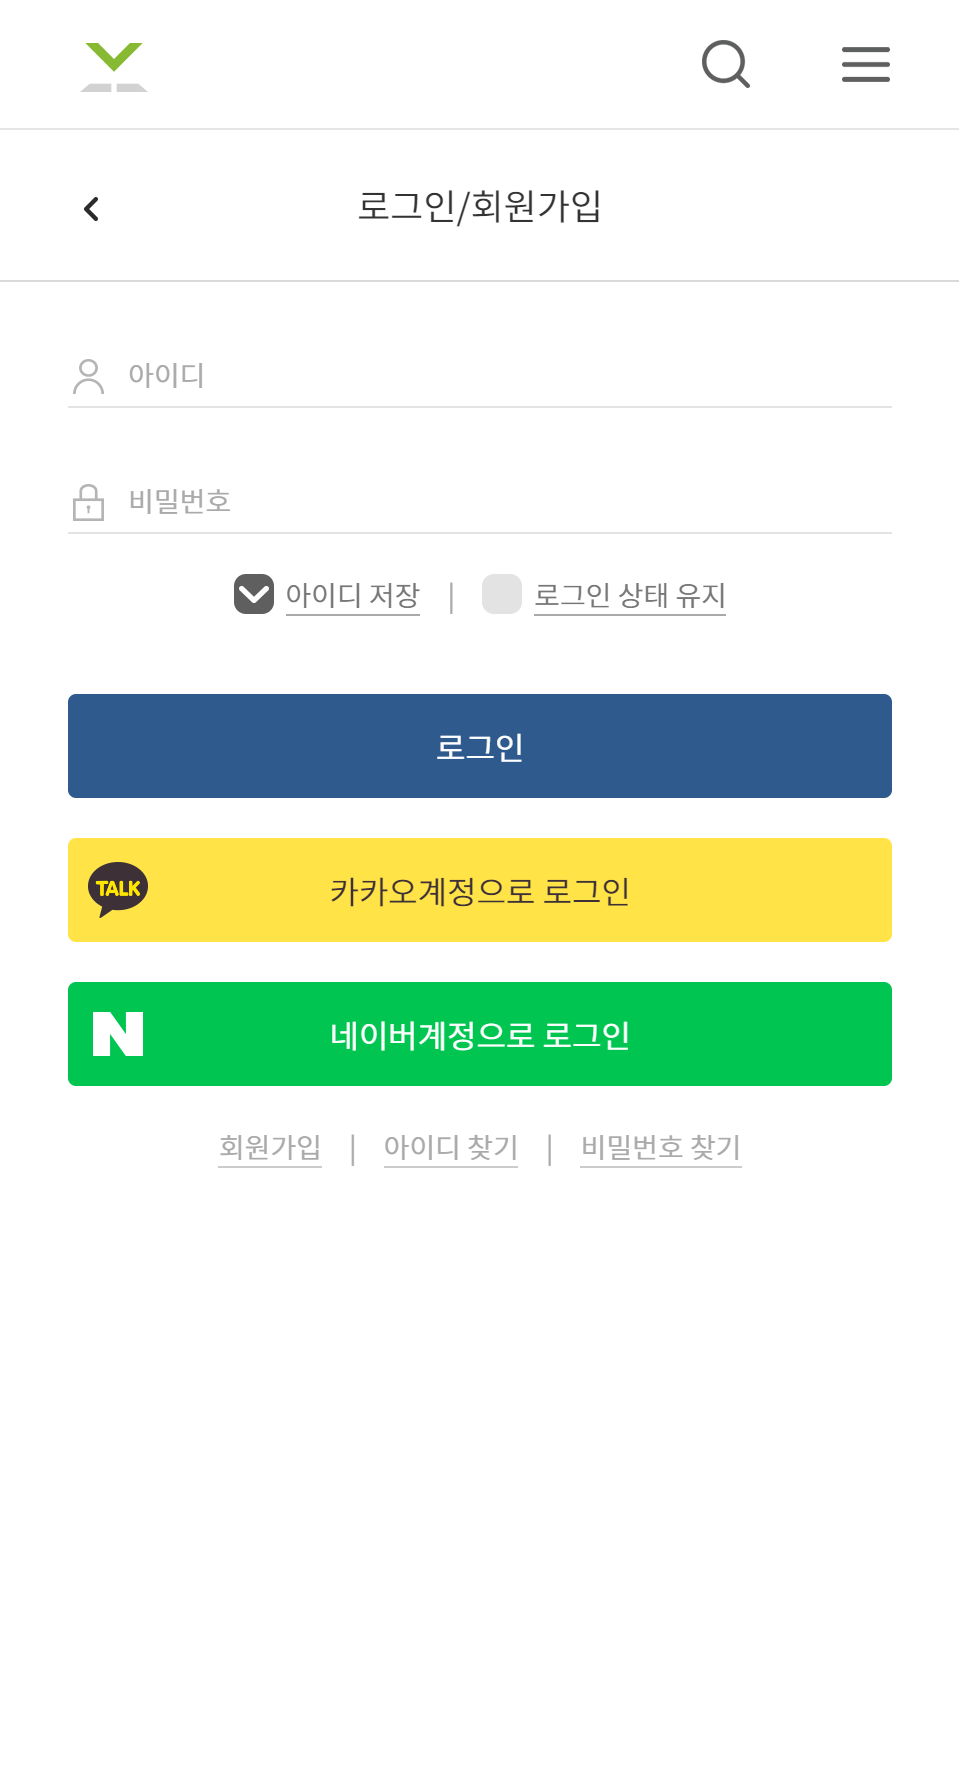 로그인/회원가입
아이디
비밀번호
아이디 저장 | 로그인 상태 유지
로그인
TALK 카카오계정으로 로그인
N 네이버계정으로 로그인
회원가입 | 아이디 찾기 | 비밀번호 찾기